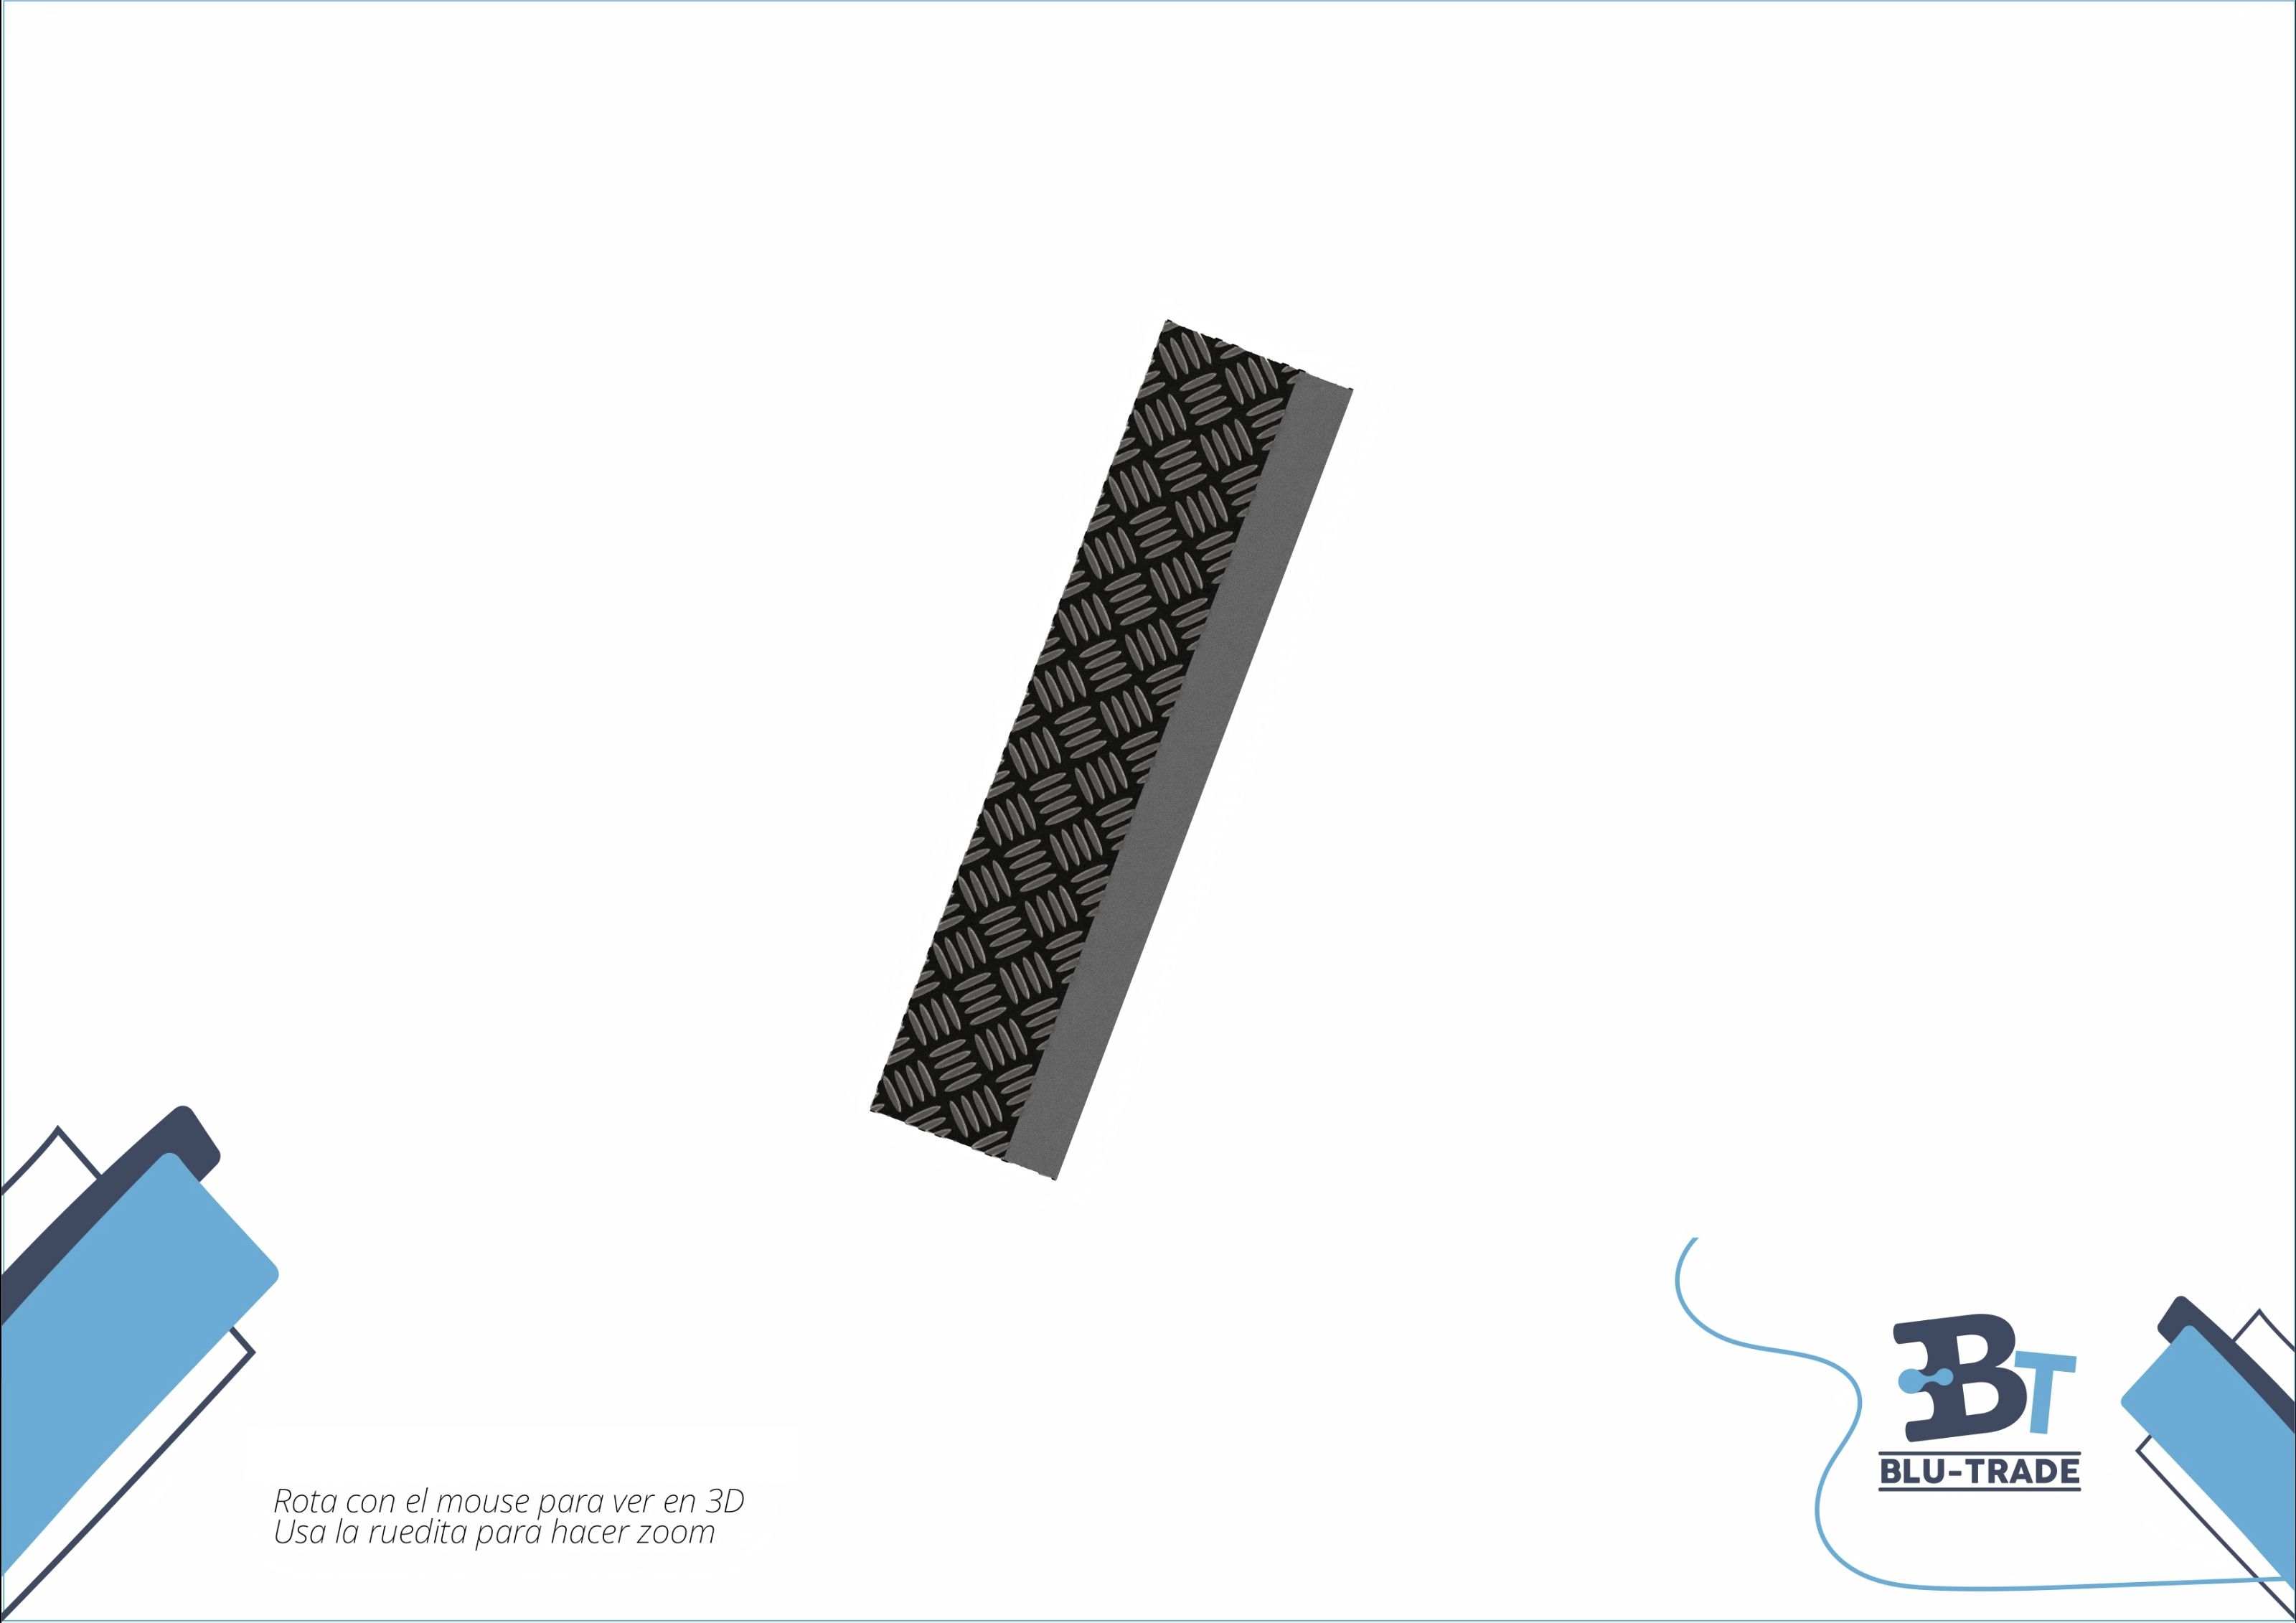 Rota con el mouse para ver en 3D
Usa la ruedita para hacer zoom
BT
BLU-TRADE